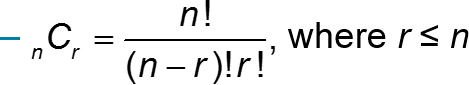 – ₙCᵣ = n! / (n – r)! r!, where r ≤ n